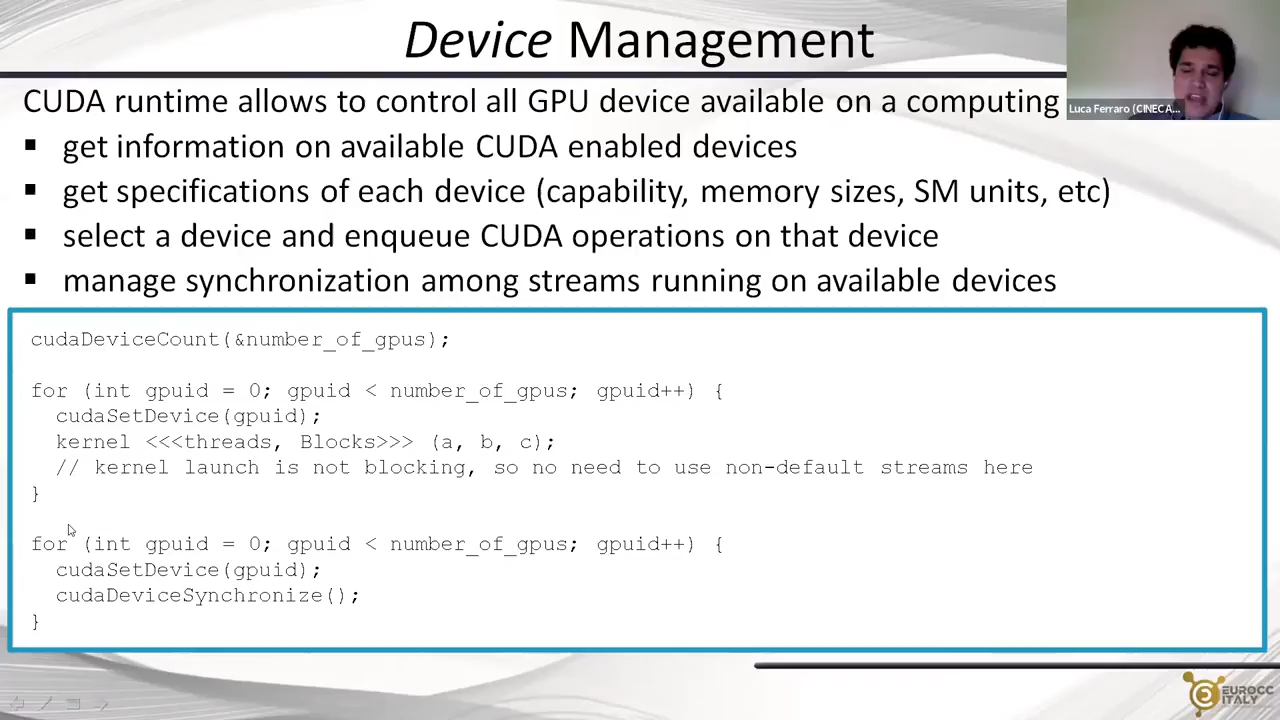 Device Management
CUDA runtime allows to control all GPU device available on a computing
▪ get information on available CUDA enabled devices
▪ get specifications of each device (capability, memory sizes, SM units, etc)
▪ select a device and enqueue CUDA operations on that device
▪ manage synchronization among streams running on available devices
cudaDeviceCount(&number_of_gpus);
for (int gpuid = 0; gpuid < number_of_gpus; gpuid++) {
cudaSetDevice(gpuid);
kernel <<<threads, Blocks>>> (a, b, c);
// kernel launch is not blocking, so no need to use non-default streams here
}
for (int gpuid = 0; gpuid < number_of_gpus; gpuid++) {
cudaSetDevice(gpuid);
cudaDeviceSynchronize();
}
Luca Ferraro (CINECA...
EUROCC
ITALY